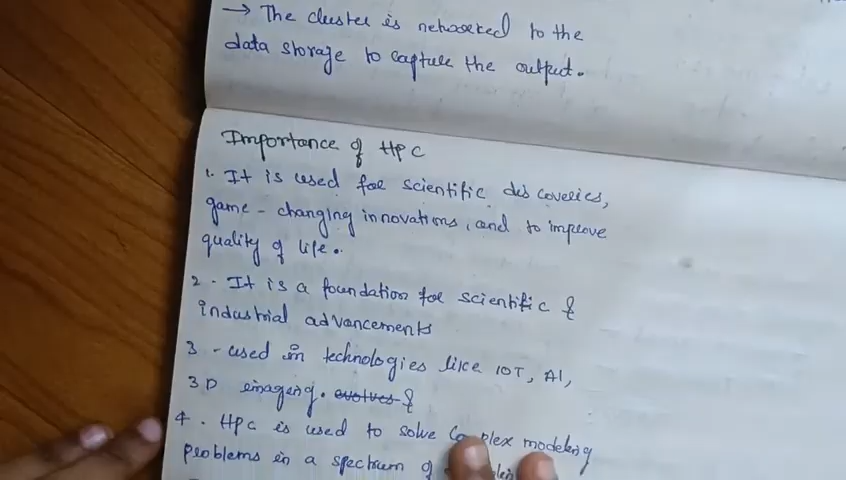 → The cluster is networked to the
data storage to capture the output.
Importance of HPC
1. It is used for scientific discoveries,
game-changing innovations, and to improve
quality of life.
2. It is a foundation for scientific &
industrial advancements
3 - used in technologies like IOT, AI,
3D imaging. evolves &
4. HPC is used to solve complex modeling
problems in a spectrum of